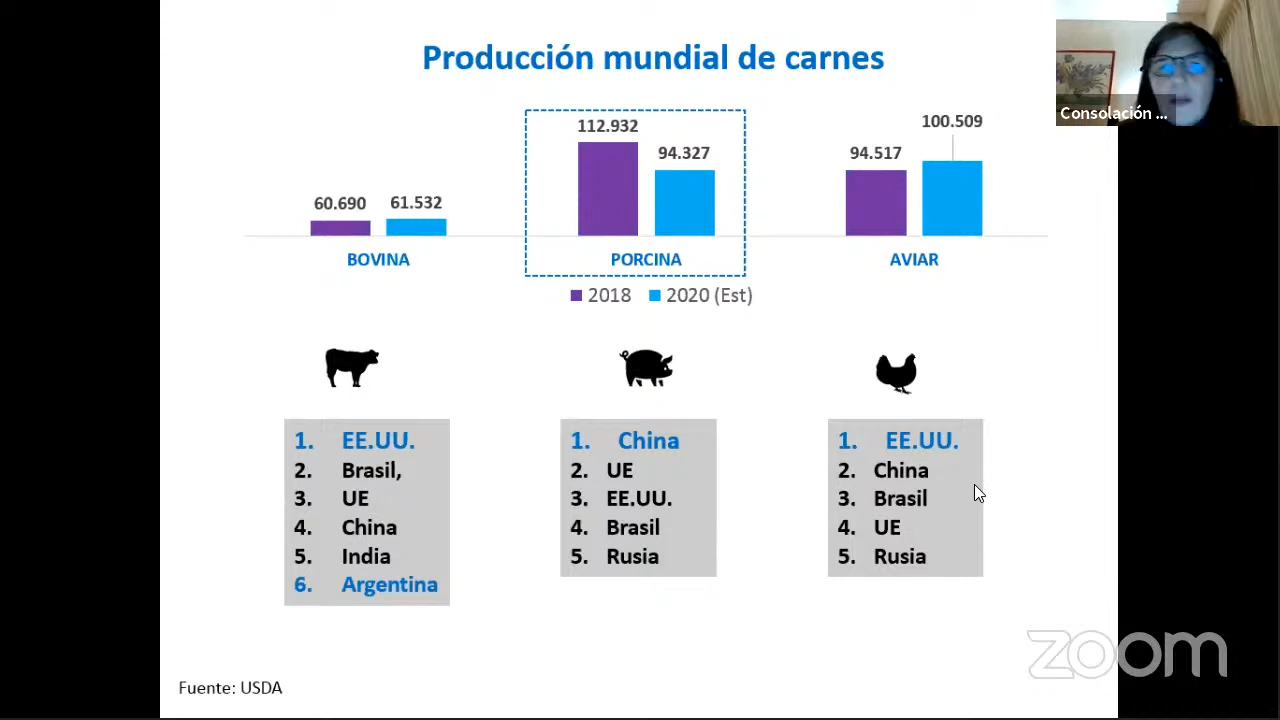 Producción mundial de carnes
Consolación ...
112.932
100.509
94.327
94.517
60.690
61.532
BOVINA
PORCINA
AVIAR
2018
2020 (Est)
1. EE.UU.
2. Brasil,
3. UE
4. China
5. India
6. Argentina
1. China
2. UE
3. EE.UU.
4. Brasil
5. Rusia
1. EE.UU.
2. China
3. Brasil
4. UE
5. Rusia
zoom
Fuente: USDA